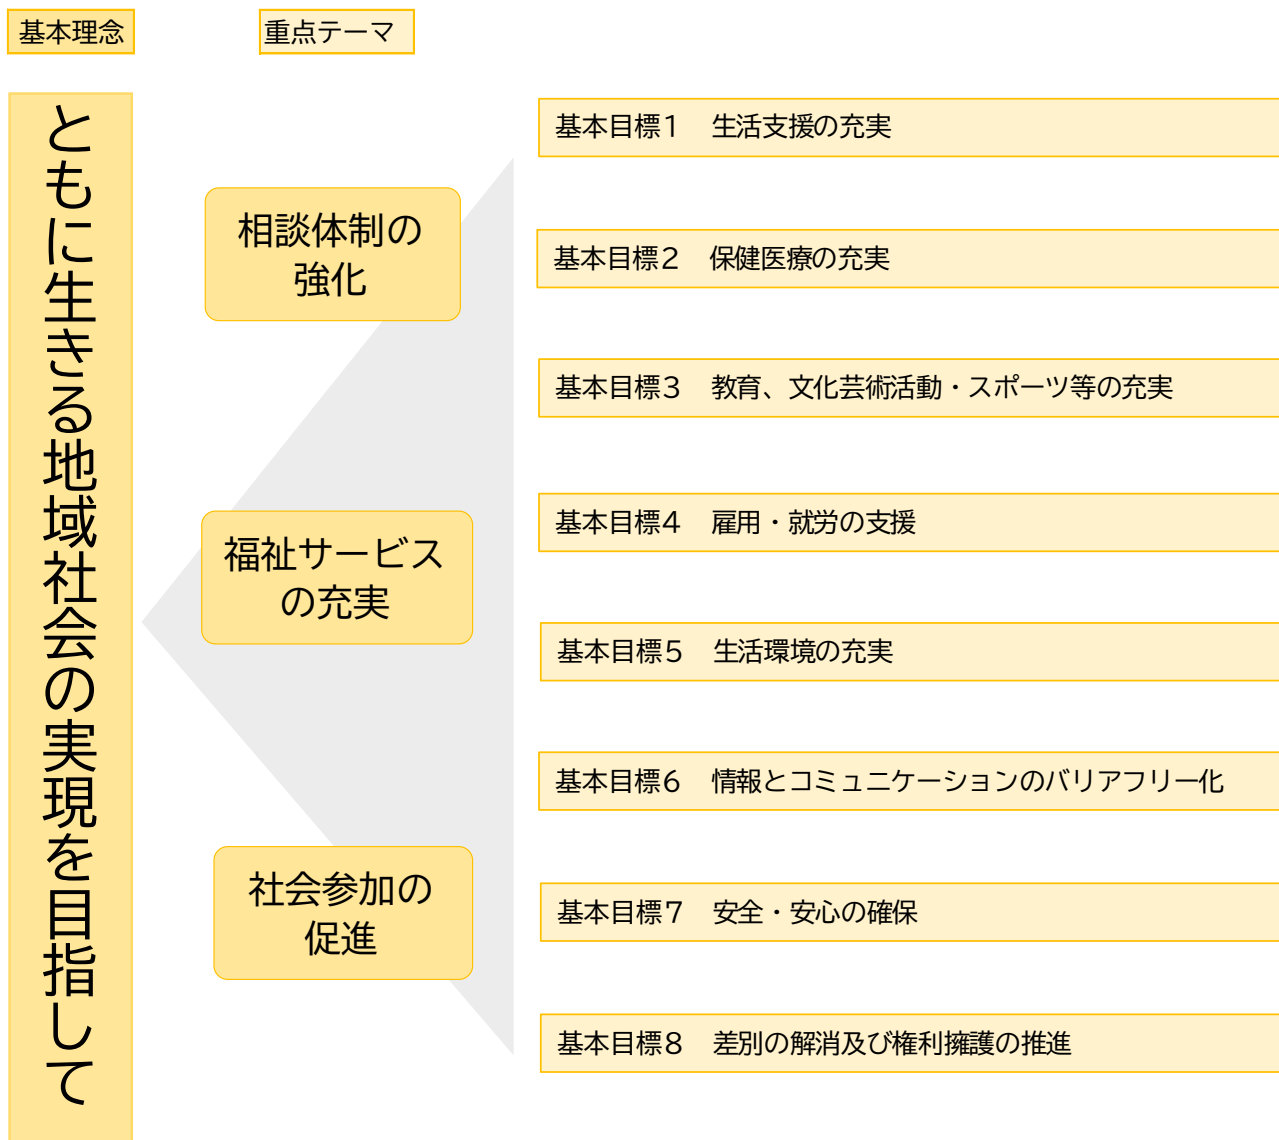 基本理念
重点テーマ
ともに生きる地域社会の実現を目指して
相談体制の
強化
福祉サービス
の充実
社会参加の
促進
基本目標1　生活支援の充実
基本目標2　保健医療の充実
基本目標3　教育、文化芸術活動・スポーツ等の充実
基本目標4　雇用・就労の支援
基本目標5　生活環境の充実
基本目標6　情報とコミュニケーションのバリアフリー化
基本目標7　安全・安心の確保
基本目標8　差別の解消及び権利擁護の推進